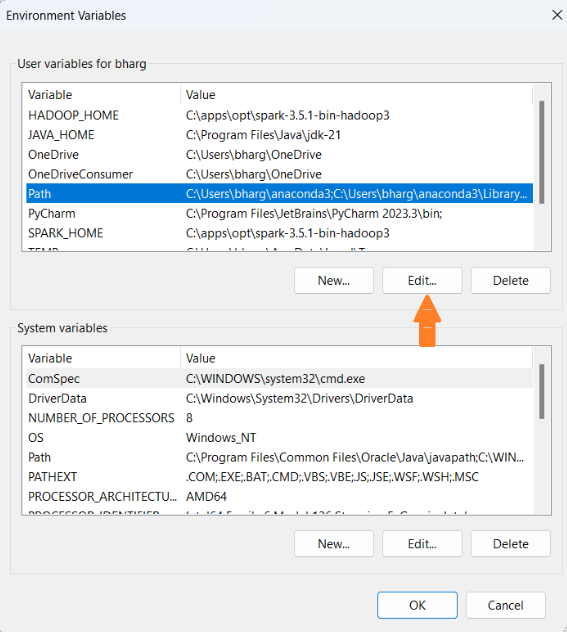 Environment Variables
User variables for bharg
Variable Value
HADOOP_HOME C:\apps\opt\spark-3.5.1-bin-hadoop3
JAVA_HOME C:\Program Files\Java\jdk-21
OneDrive C:\Users\bharg\OneDrive
OneDriveConsumer C:\Users\bharg\OneDrive
Path C:\Users\bharg\anaconda3;C:\Users\bharg\anaconda3\Library...
PyCharm C:\Program Files\JetBrains\PyCharm 2023.3\bin;
SPARK_HOME C:\apps\opt\spark-3.5.1-bin-hadoop3
New... Edit... Delete
System variables
Variable Value
ComSpec C:\WINDOWS\system32\cmd.exe
DriverData C:\Windows\System32\Drivers\DriverData
NUMBER_OF_PROCESSORS 8
OS Windows_NT
Path C:\Program Files\Common Files\Oracle\Java\javapath;C:\WIN...
PATHEXT .COM;.EXE;.BAT;.CMD;.VBS;.VBE;.JS;.JSE;.WSF;.WSH;.MSC
PROCESSOR_ARCHITECTU... AMD64
New... Edit... Delete
OK Cancel